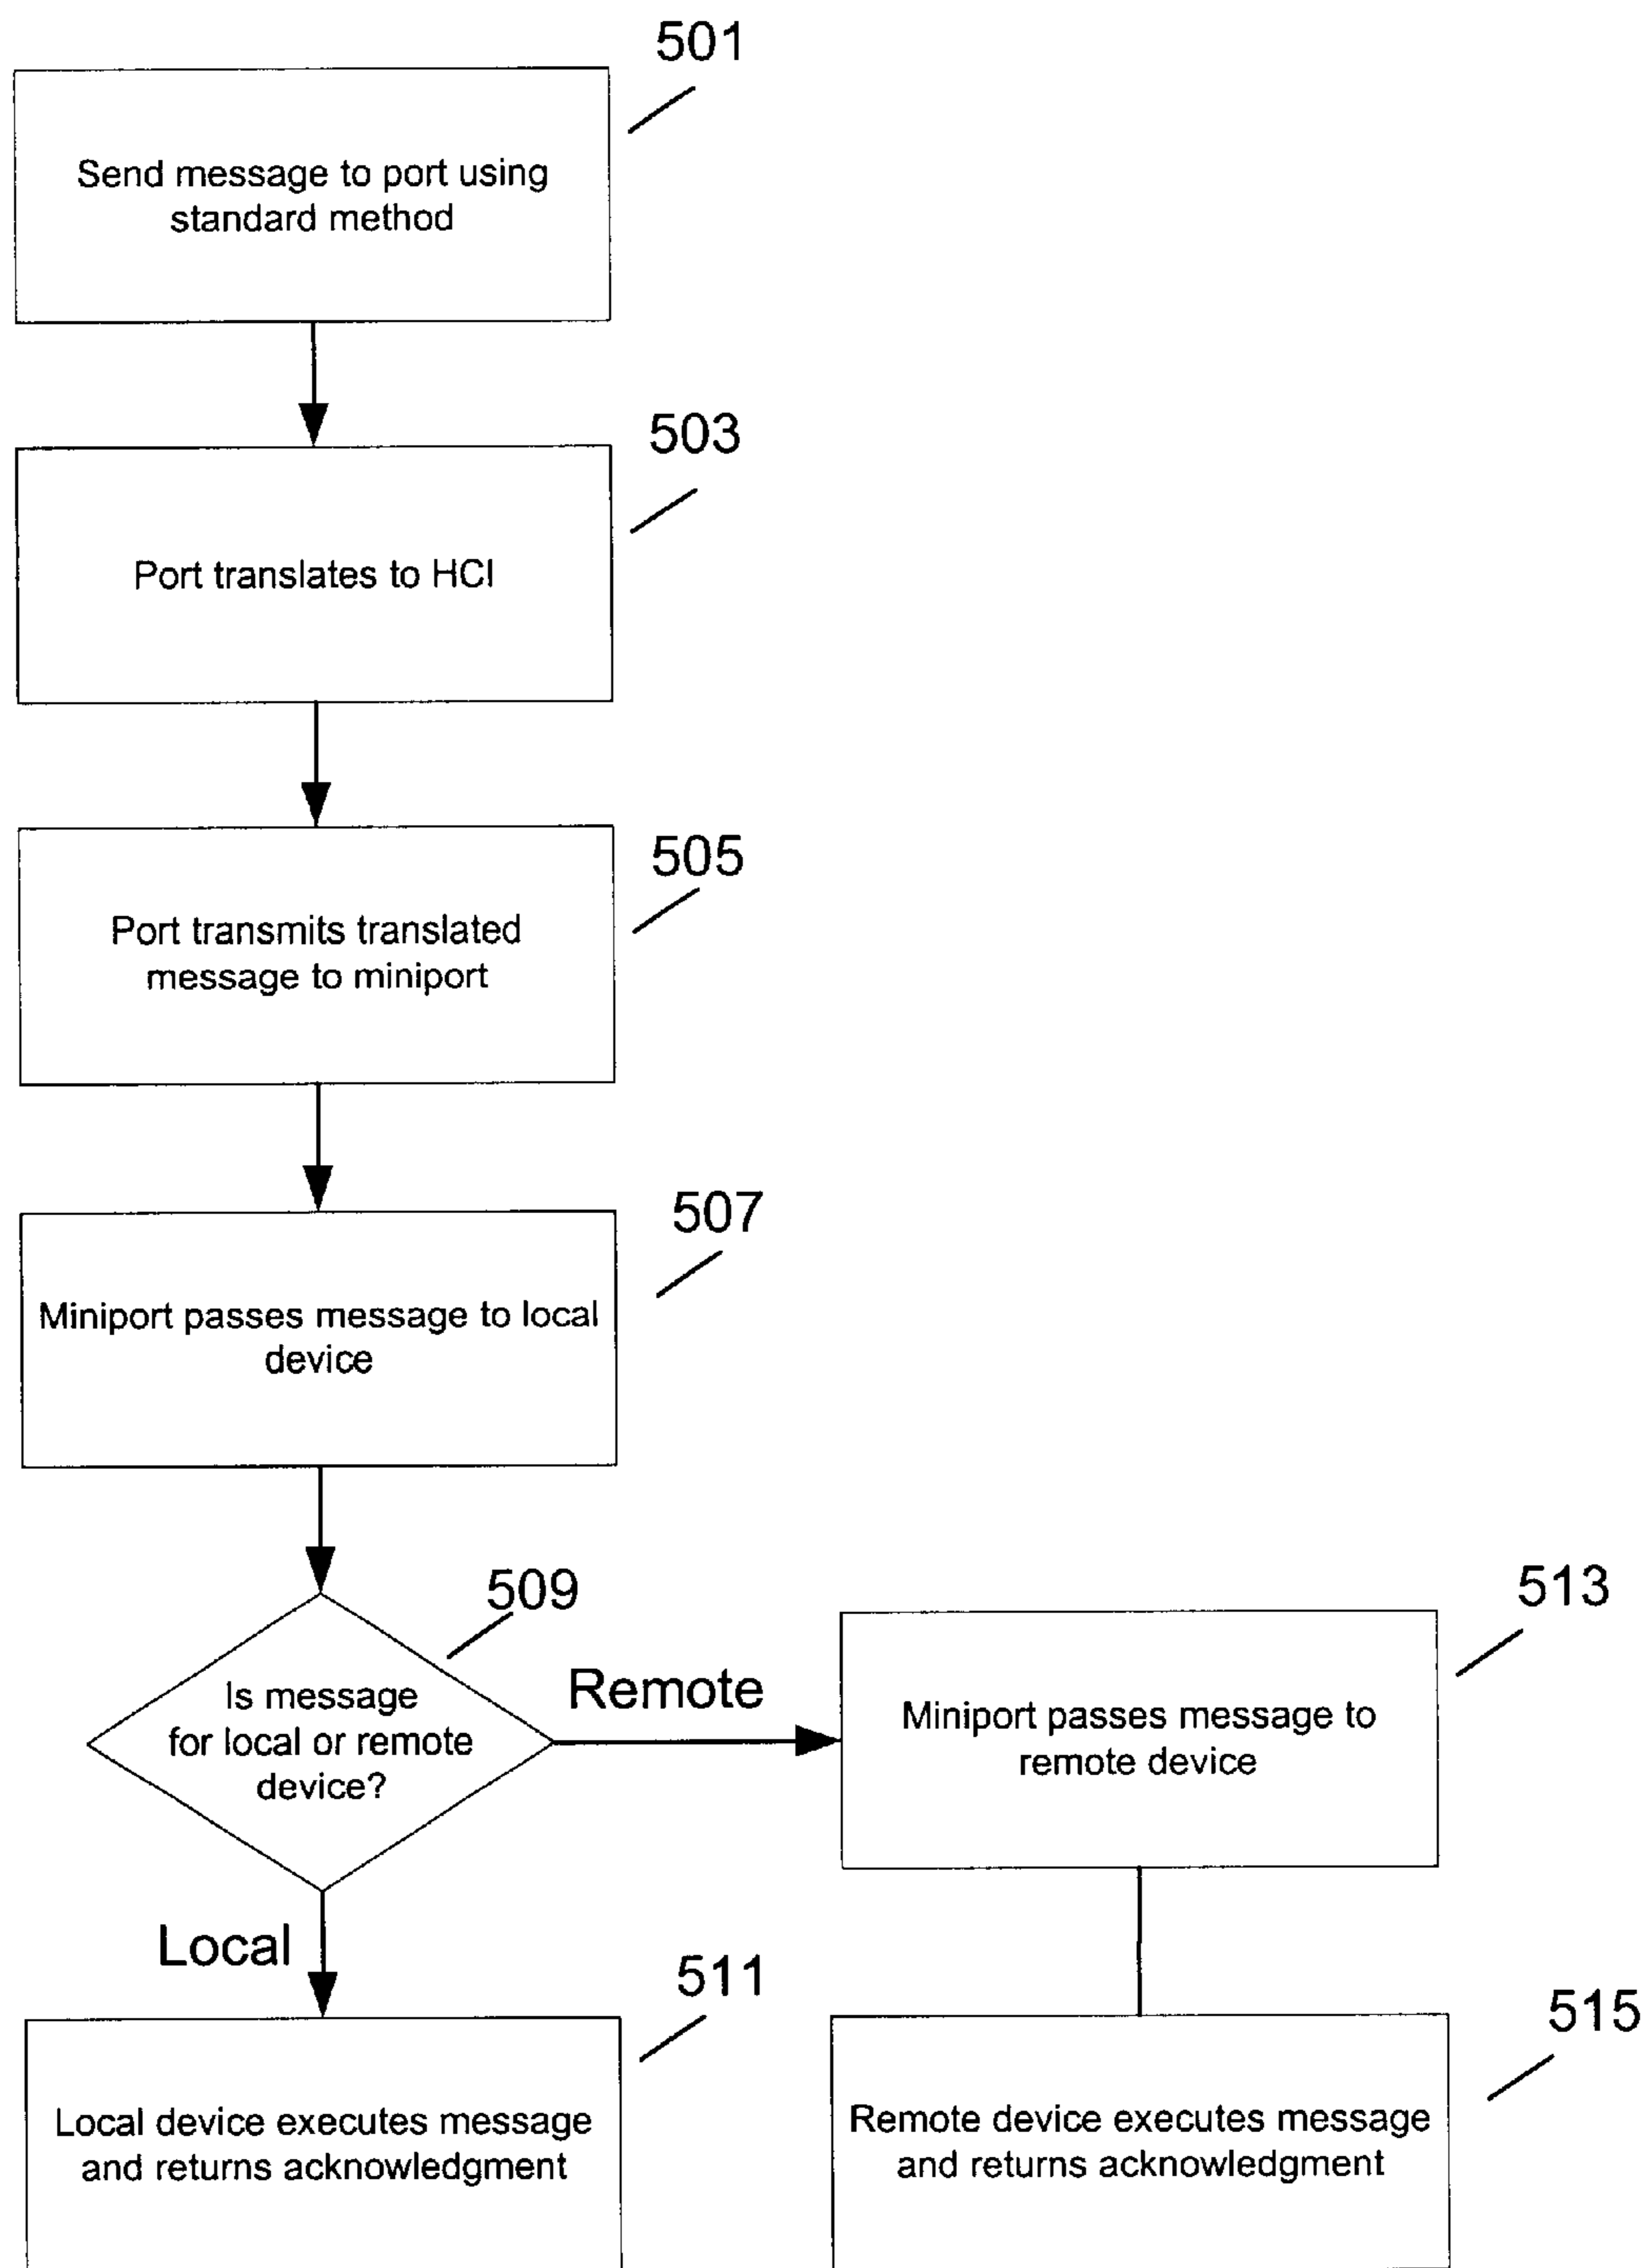 501
Send message to port using
standard method
503
Port translates to HCI
505
Port transmits translated
message to miniport
507
Miniport passes message to local
device
509
Is message
for local or remote
device?
Remote
513
Miniport passes message to
remote device
Local
511
Local device executes message
and returns acknowledgment
515
Remote device executes message
and returns acknowledgment